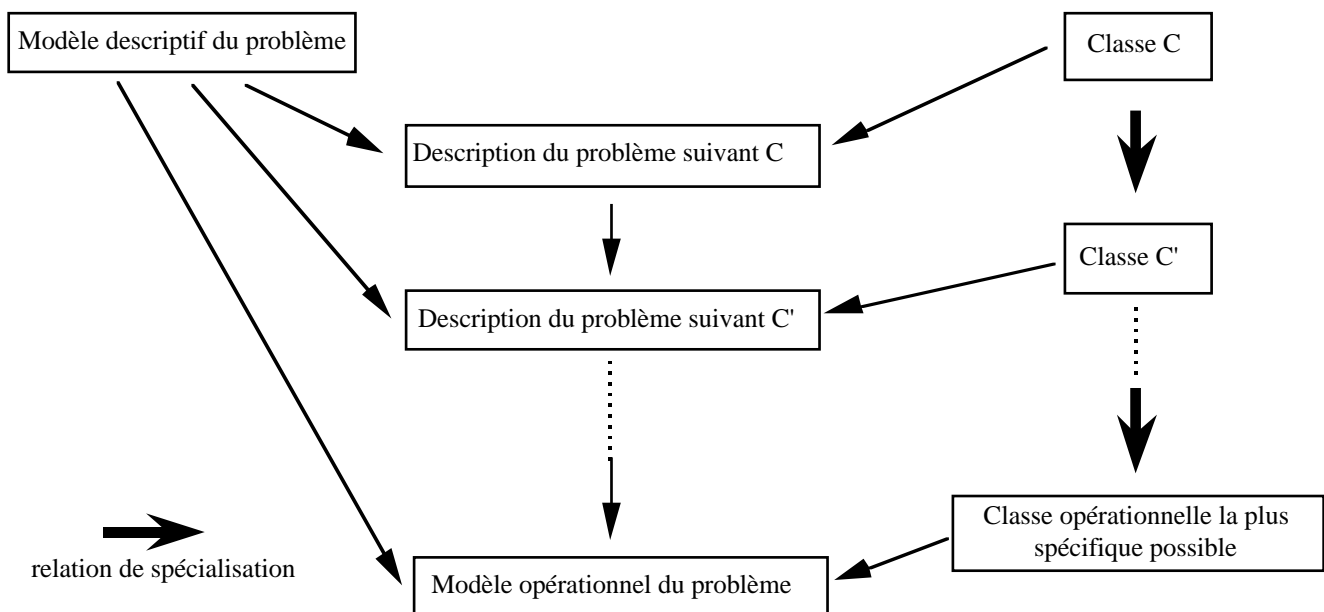 Modèle descriptif du problème
Classe C
Description du problème suivant C
Classe C'
Description du problème suivant C'
Classe opérationnelle la plus
spécifique possible
relation de spécialisation
Modèle opérationnel du problème